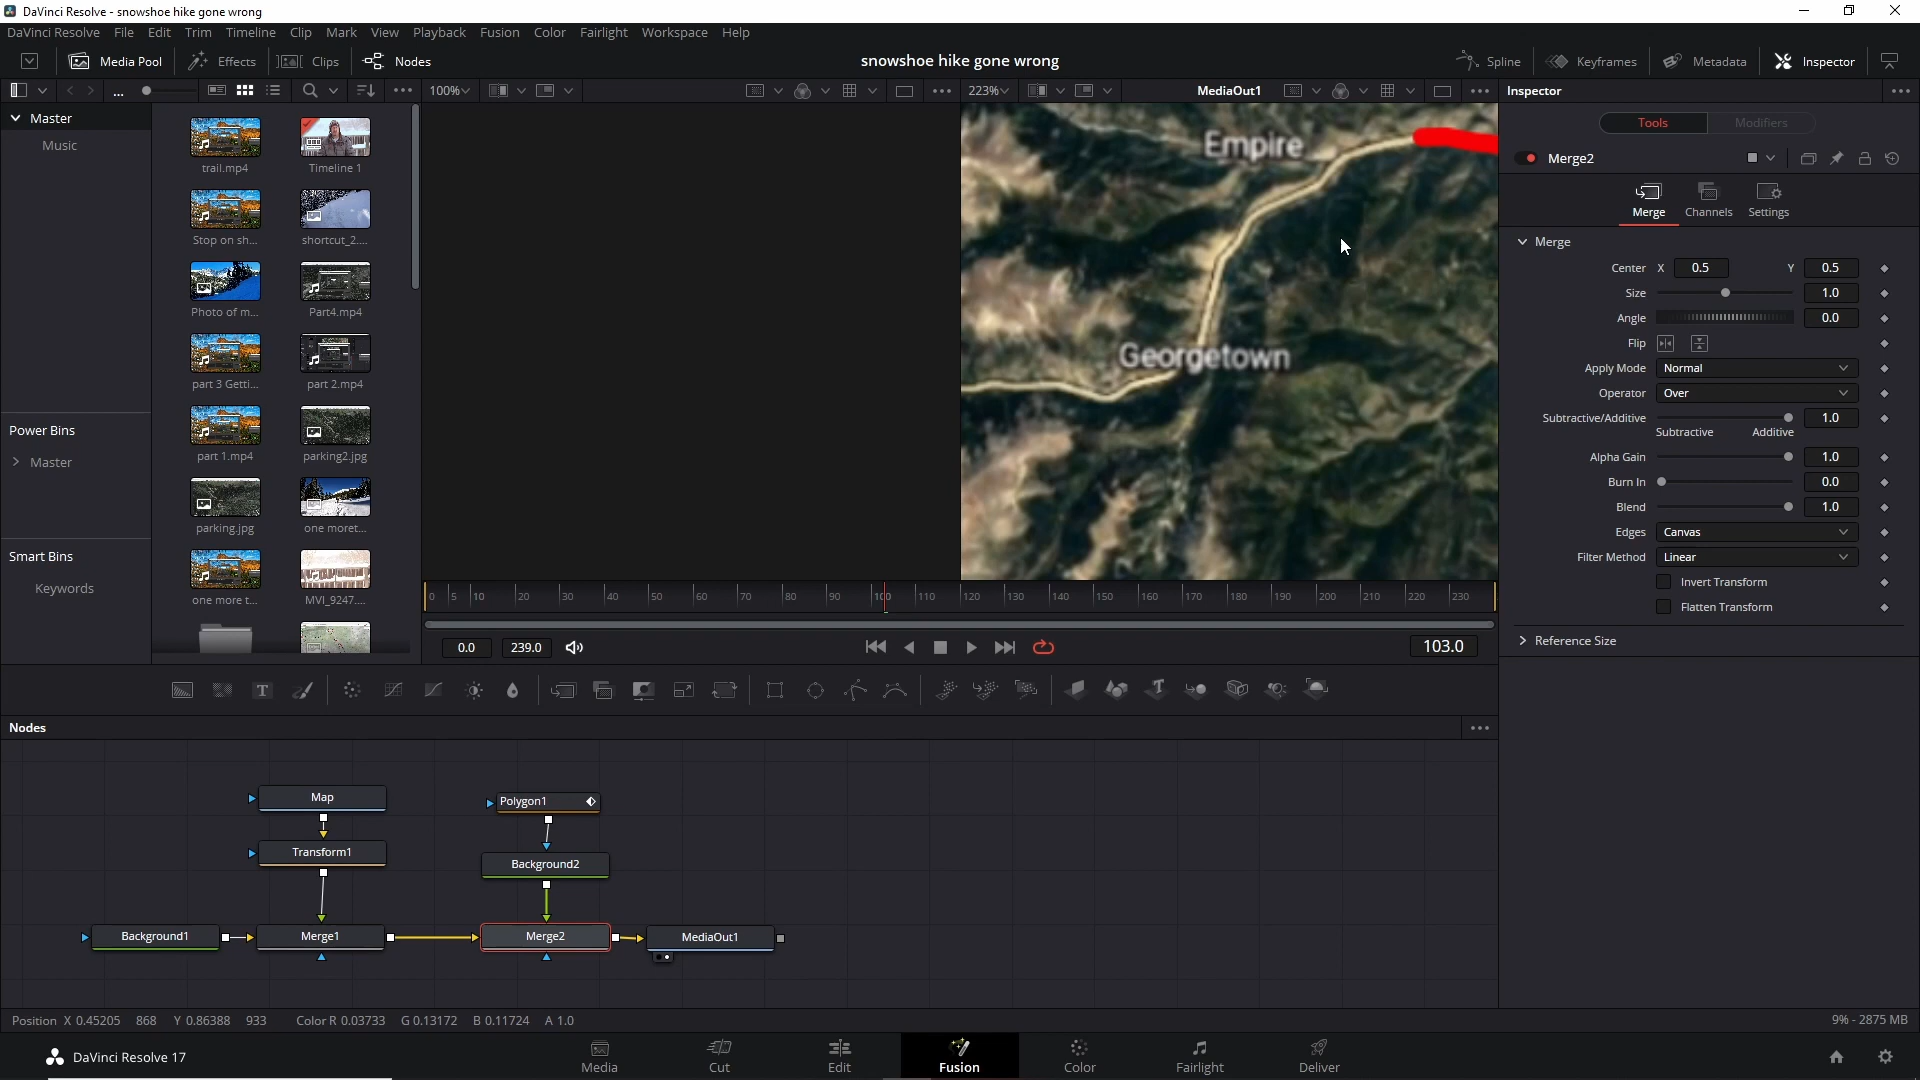 DaVinci Resolve - snowshoe hike gone wrong
DaVinci Resolve File Edit Trim Timeline Clip Mark View Playback Fusion Color Fairlight Workspace Help
Media Pool Effects Clips Nodes snowshoe hike gone wrong Spline Keyframes Metadata Inspector
... 100% 223% MediaOut1 Inspector
Master
Music
Power Bins
Master
Smart Bins
Keywords
trail.mp4 Timeline 1
Stop on sh... shortcut_2....
Photo of m... Part4.mp4
part 3 Getti... part 2.mp4
part 1.mp4 parking2.jpg
parking.jpg one moret...
one more t... MVI_9247....
Empire
Georgetown
0 5 10 20 30 40 50 60 70 80 90 100 110 120 130 140 150 160 170 180 190 200 210 220 230
0.0 239.0 103.0
Tools Modifiers
Merge2
Merge Channels Settings
Merge
Center X 0.5 Y 0.5
Size 1.0
Angle 0.0
Flip
Apply Mode Normal
Operator Over
Subtractive/Additive 1.0
Subtractive Additive
Alpha Gain 1.0
Burn In 0.0
Blend 1.0
Edges Canvas
Filter Method Linear
Invert Transform
Flatten Transform
Reference Size
Nodes
Map Polygon1
Transform1 Background2
Background1 Merge1 Merge2 MediaOut1
Position X 0.45205 868 Y 0.86388 933 Color R 0.03733 G 0.13172 B 0.11724 A 1.0 9% - 2875 MB
DaVinci Resolve 17 Media Cut Edit Fusion Color Fairlight Deliver